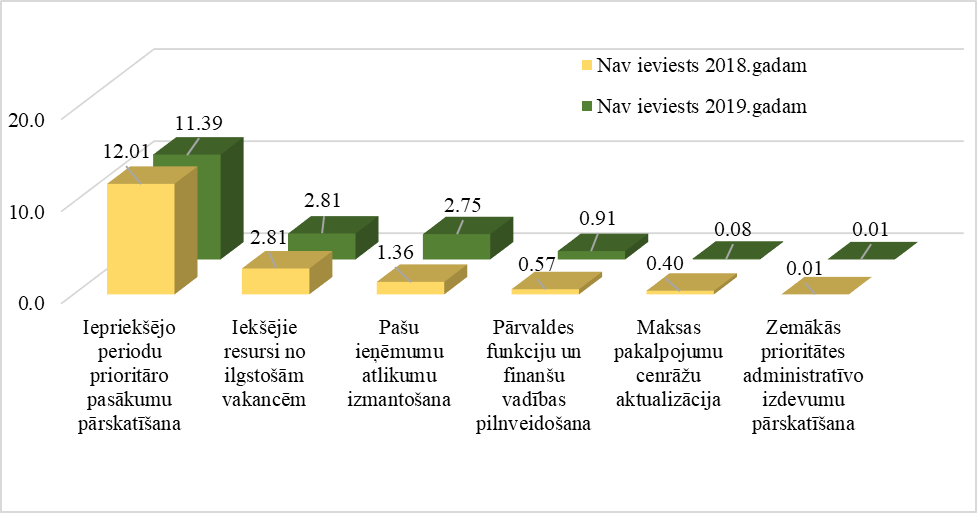 Nav ieviests 2018.gadam
Nav ieviests 2019.gadam
20.0
10.0
0.0
12.01
11.39
2.81
2.81
1.36
2.75
0.57
0.91
0.40
0.08
0.01
0.01
Iepriekšējo
periodu
prioritāro
pasākumu
pārskatīšana
Iekšējie
resursi no
ilgstošām
vakancēm
Pašu
ieņēmumu
atlikumu
izmantošana
Pārvaldes
funkciju un
finanšu
vadības
pilnveidošana
Maksas
pakalpojumu
cenrāžu
aktualizācija
Zemākās
prioritātes
administratīvo
izdevumu
pārskatīšana